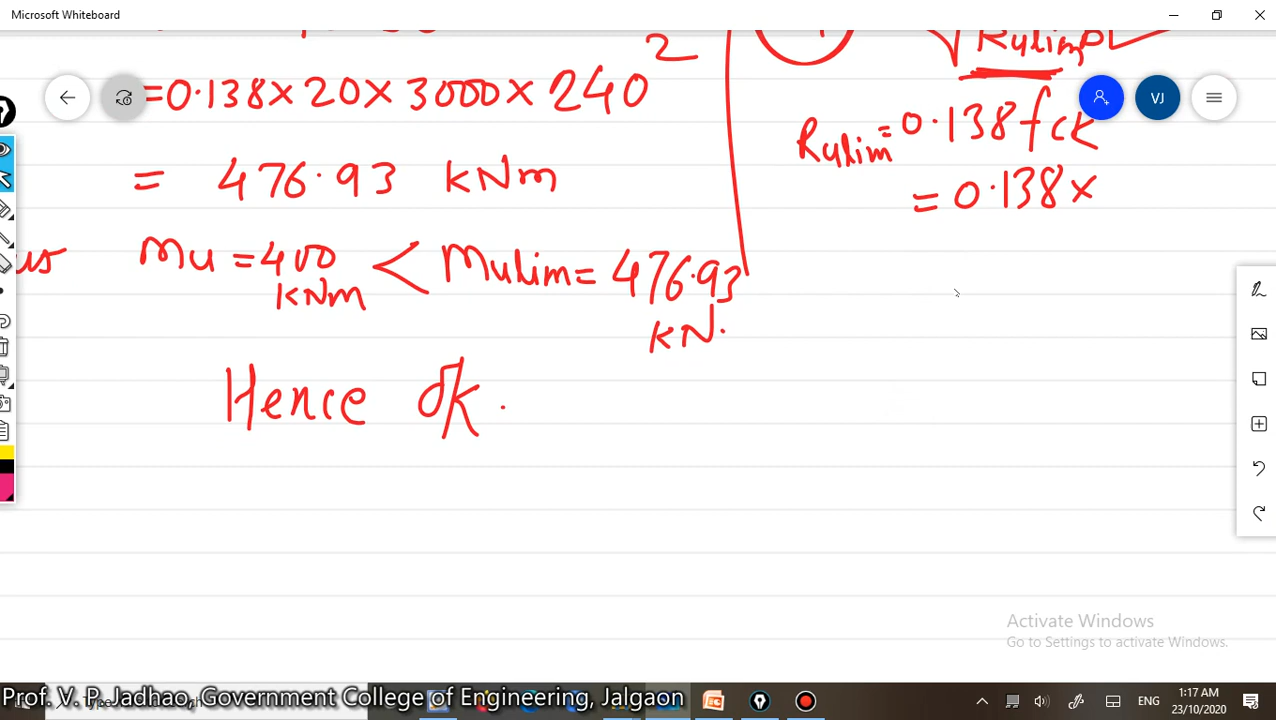 Microsoft Whiteboard
2
=0.138×20×3000×240
= 476.93 kNm
us Mu =400 < Mulim= 476.93
kNm
kN.
Hence ok.
Rulim
VJ
Rulim = 0.138fck
= 0.138×
Activate Windows
Go to Settings to activate Windows.
Prof. V. P. Jadhao, Government College of Engineering, Jalgaon
ENG
1:17 AM
23/10/2020